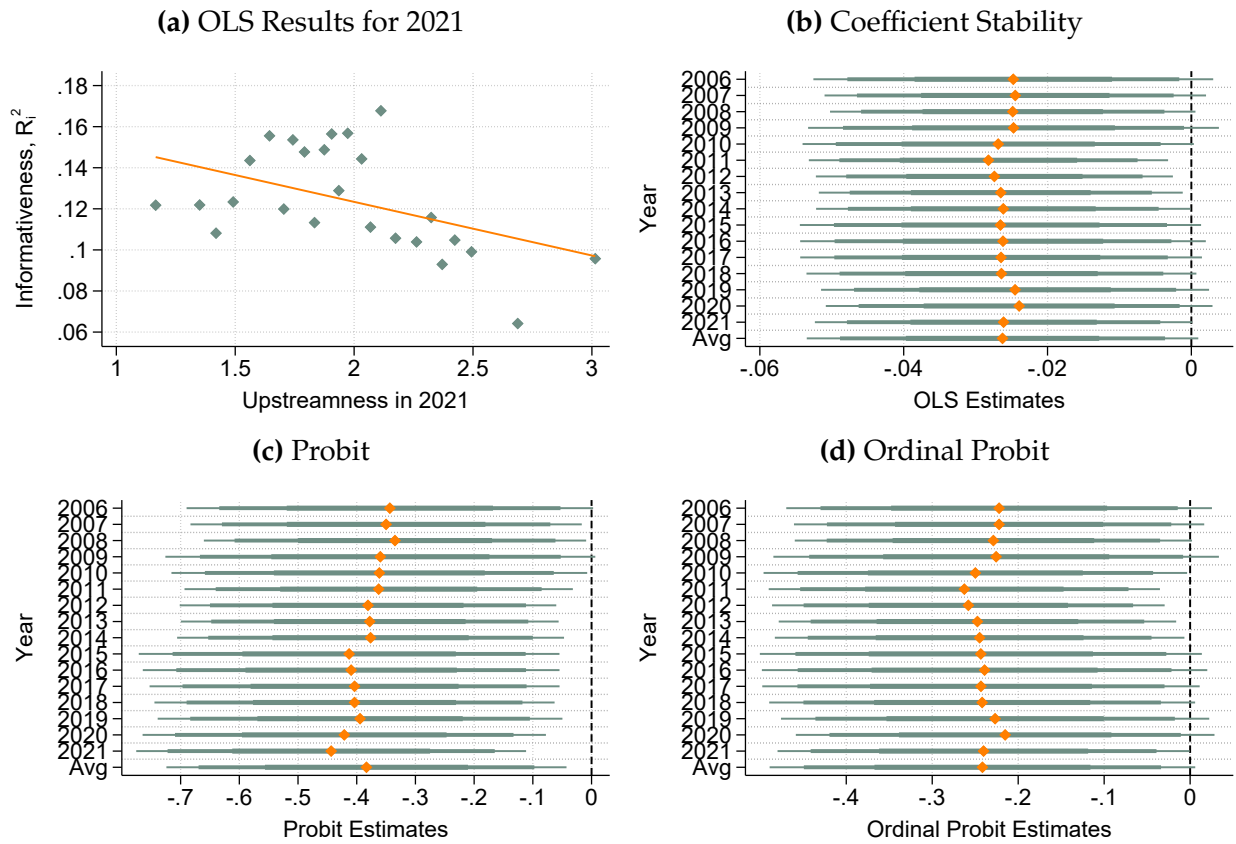 (a) OLS Results for 2021
.18
.16
.14
.12
.1
.08
.06
Informativeness, R_i^2
1 1.5 2 2.5 3
Upstreamness in 2021
(b) Coefficient Stability
2006
2007
2008
2009
2010
2011
2012
2013
2014
2015
2016
2017
2018
2019
2020
2021
Avg
Year
-.06 -.04 -.02 0
OLS Estimates
(c) Probit
2006
2007
2008
2009
2010
2011
2012
2013
2014
2015
2016
2017
2018
2019
2020
2021
Avg
Year
-.7 -.6 -.5 -.4 -.3 -.2 -.1 0
Probit Estimates
(d) Ordinal Probit
2006
2007
2008
2009
2010
2011
2012
2013
2014
2015
2016
2017
2018
2019
2020
2021
Avg
Year
-.4 -.3 -.2 -.1 0
Ordinal Probit Estimates